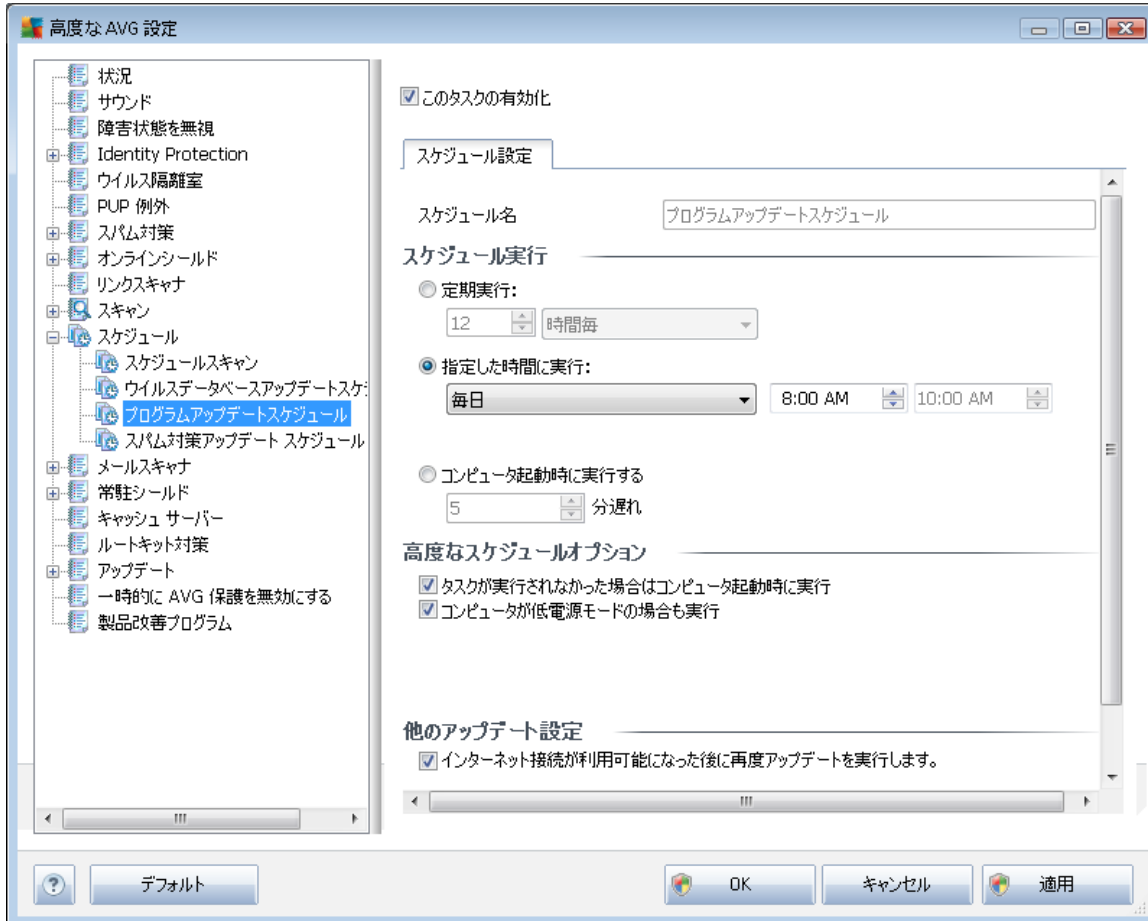 高度な AVG 設定
状況
サウンド
障害状態を無視
Identity Protection
ウイルス隔離室
PUP 例外
スパム対策
オンラインシールド
リンクスキャナ
スキャン
スケジュール
スケジュールスキャン
ウイルスデータベースアップデートスケ
プログラムアップデートスケジュール
スパム対策アップデート スケジュール
メールスキャナ
常駐シールド
キャッシュ サーバー
ルートキット対策
アップデート
一時的に AVG 保護を無効にする
製品改善プログラム
このタスクの有効化
スケジュール設定
スケジュール名 プログラムアップデートスケジュール
スケジュール実行
定期実行:
12 時間毎
指定した時間に実行:
毎日 8:00 AM 10:00 AM
コンピュータ起動時に実行する
5 分遅れ
高度なスケジュールオプション
タスクが実行されなかった場合はコンピュータ起動時に実行
コンピュータが低電源モードの場合も実行
他のアップデート設定
インターネット接続が利用可能になった後に再度アップデートを実行します。
? デフォルト OK キャンセル 適用